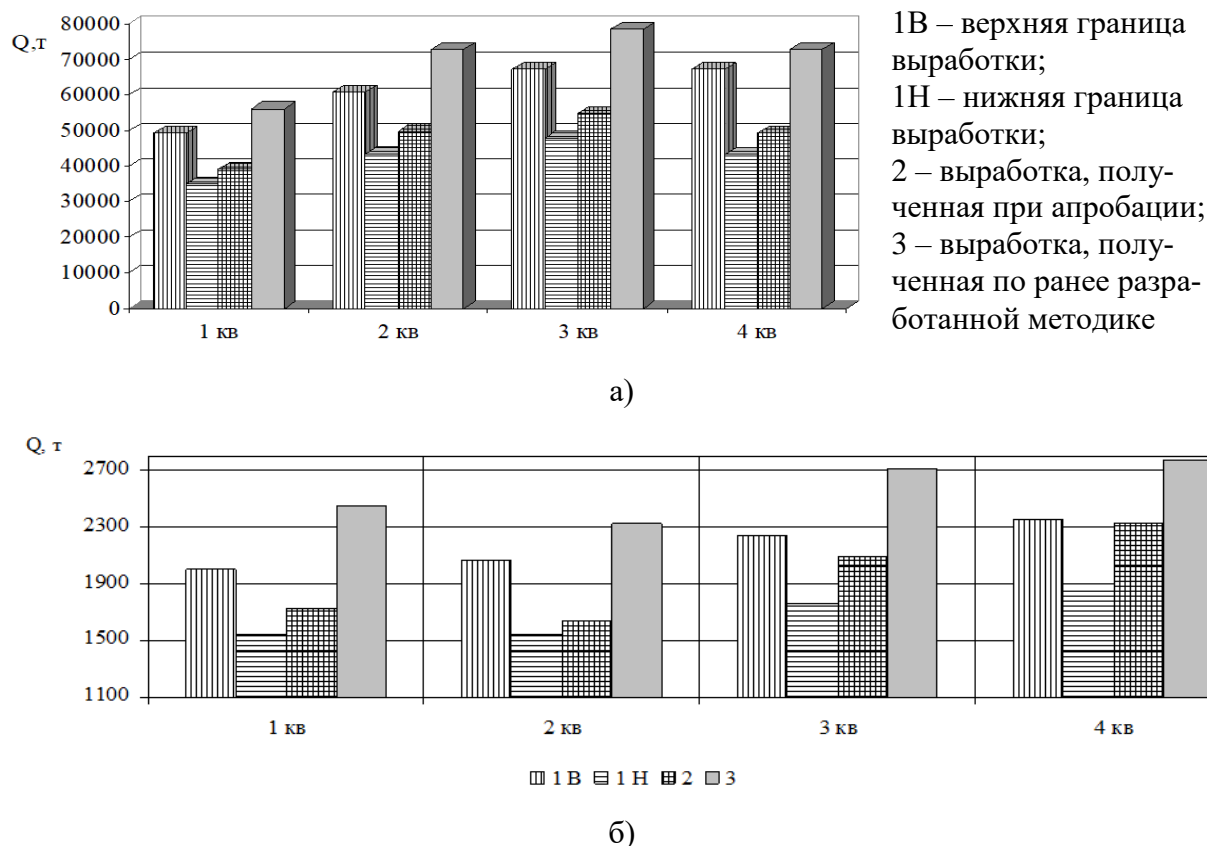 Q,т
80000
70000
60000
50000
40000
30000
20000
10000
0
1 кв
2 кв
3 кв
4 кв
1В – верхняя граница
выработки;
1Н – нижняя граница
выработки;
2 – выработка, полу-
ченная при апробации;
3 – выработка, полу-
ченная по ранее разра-
ботанной методике
а)
Q, т
2700
2300
1900
1500
1100
1 кв
2 кв
3 кв
4 кв
1 В
1 Н
2
3
б)